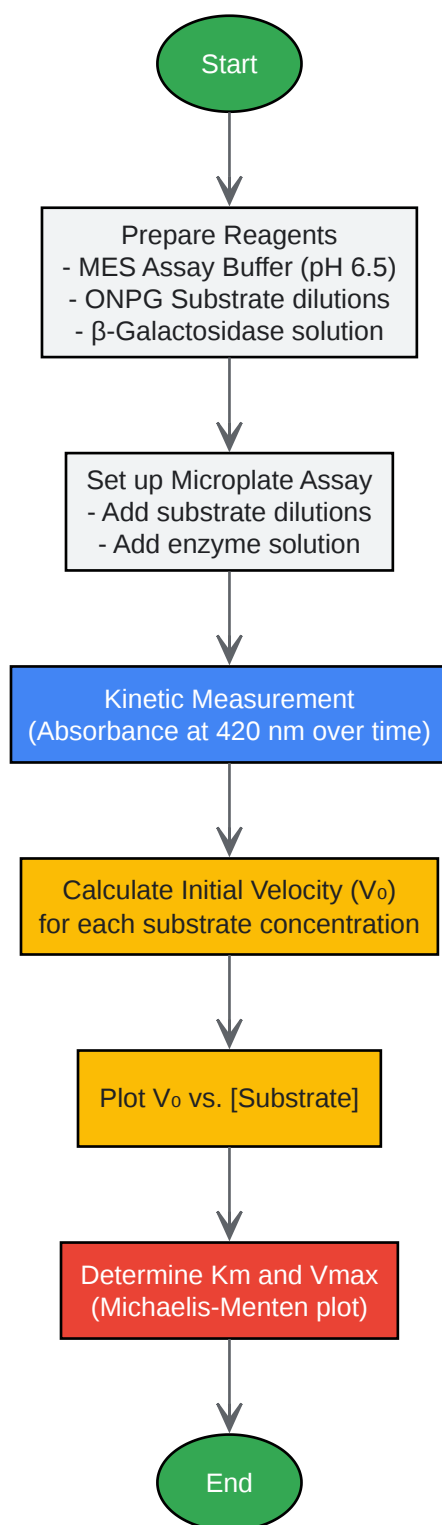 Start
Prepare Reagents
- MES Assay Buffer (pH 6.5)
- ONPG Substrate dilutions
- β-Galactosidase solution
Set up Microplate Assay
- Add substrate dilutions
- Add enzyme solution
Kinetic Measurement
(Absorbance at 420 nm over time)
Calculate Initial Velocity (V₀)
for each substrate concentration
Plot V₀ vs. [Substrate]
Determine Km and Vmax
(Michaelis-Menten plot)
End